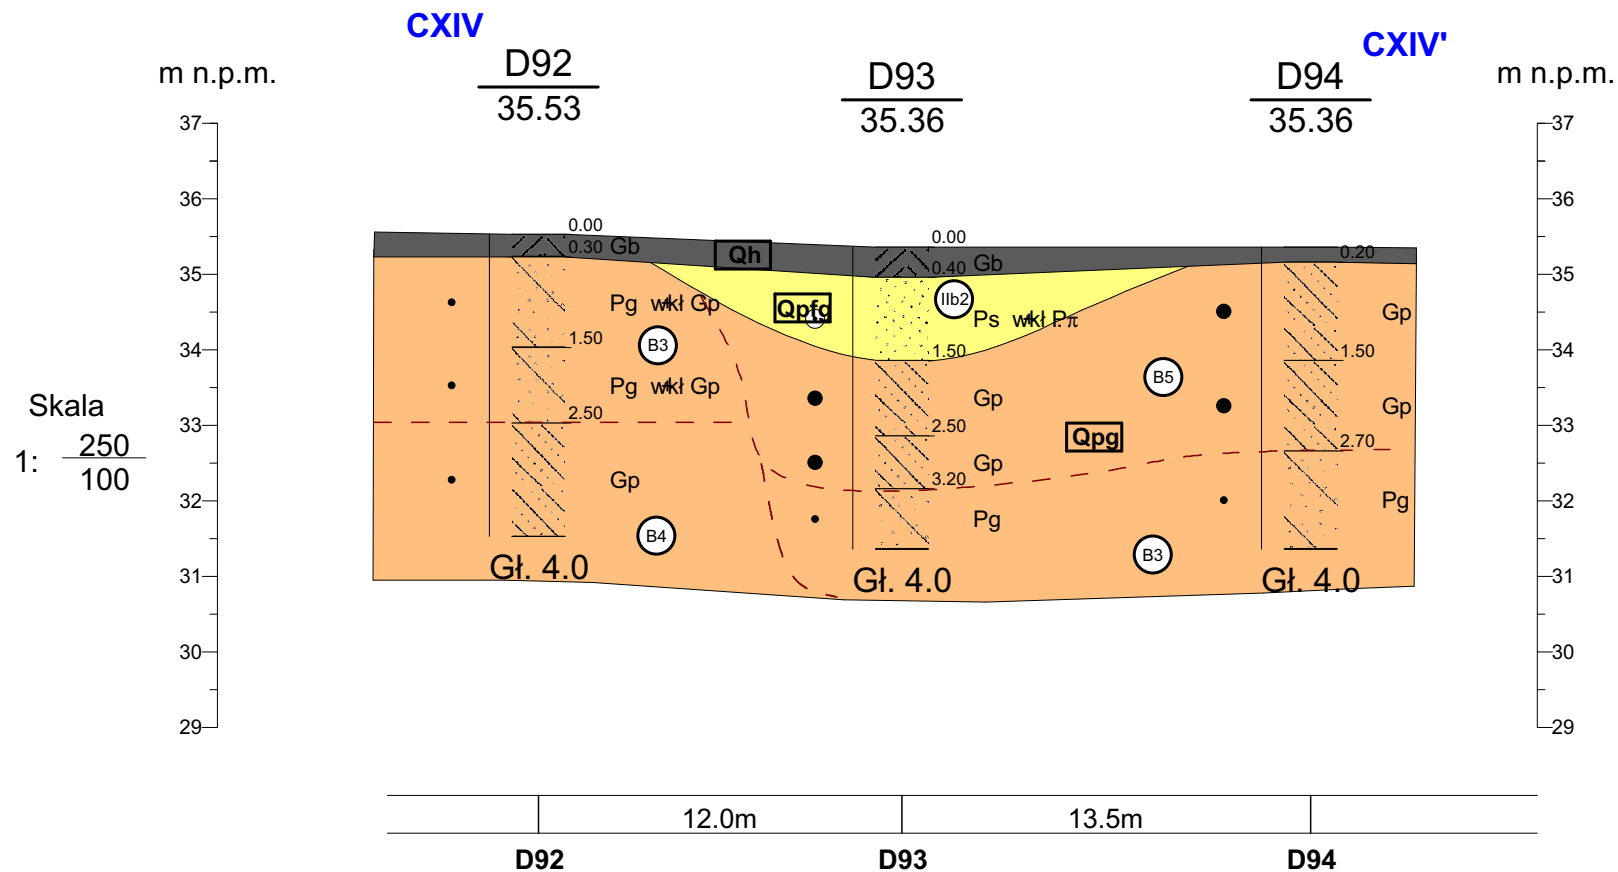 CXIV
CXIV'
m n.p.m.
D92
35.53
D93
35.36
D94
35.36
m n.p.m.
37
36
35
34
33
32
31
30
29
37
36
35
34
33
32
31
30
29
Skala
1: 250
100
0.00
0.30 Gb
Pg wkł Gp
1.50
B3
Pg wkł Gp
2.50
Gp
B4
Gł. 4.0
Qh
Qpfg
0.00
0.40 Gb
IIb2
Ps wkł Pπ
1.50
Gp
2.50
Gp
3.20
Pg
Gł. 4.0
B5
Qpg
B3
0.20
Gp
1.50
Gp
2.70
Pg
Gł. 4.0
12.0m
13.5m
D92
D93
D94